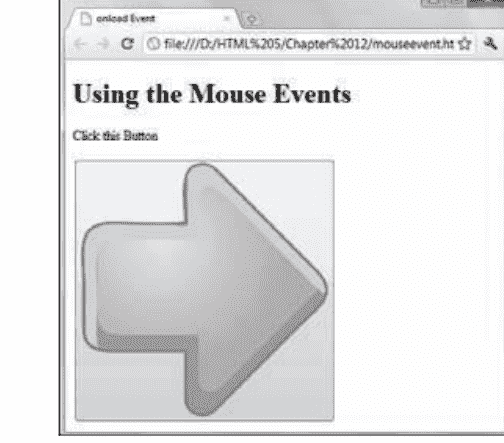 onload Event
file:///D:/HTML%205/Chapter%2012/mouseevent.ht
Using the Mouse Events
Click this Button